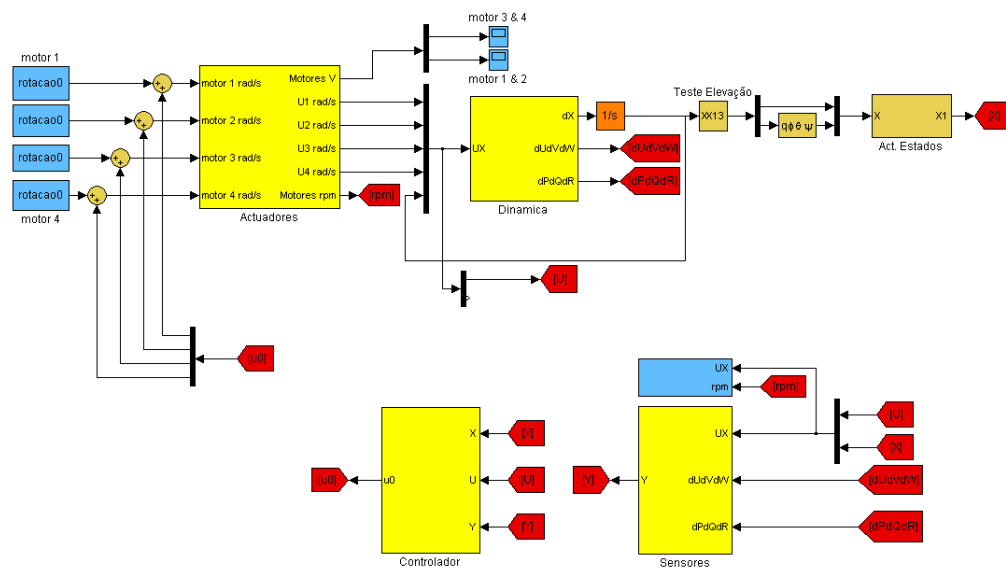 motor 1
rotacao0
rotacao0
rotacao0
rotacao0
motor 4
motor 1 rad/s
motor 2 rad/s
motor 3 rad/s
motor 4 rad/s
Motores V
U1 rad/s
U2 rad/s
U3 rad/s
U4 rad/s
Motores rpm
Actuadores
[rpm]
motor 3 & 4
motor 1 & 2
UX
dX
dUdVdW
dPdQdR
Dinamica
1/s
[dUdVdW]
[dPdQdR]
Teste Elevação
XX13
qϕ θ ψ
X
X1
Act. Estados
[X]
[U]
[u0]
UX
rpm
[rpm]
[U]
[X]
[u0]
u0
X
U
Y
Controlador
[X]
[U]
[Y]
[Y]
Y
UX
dUdVdW
dPdQdR
Sensores
[dUdVdW]
[dPdQdR]